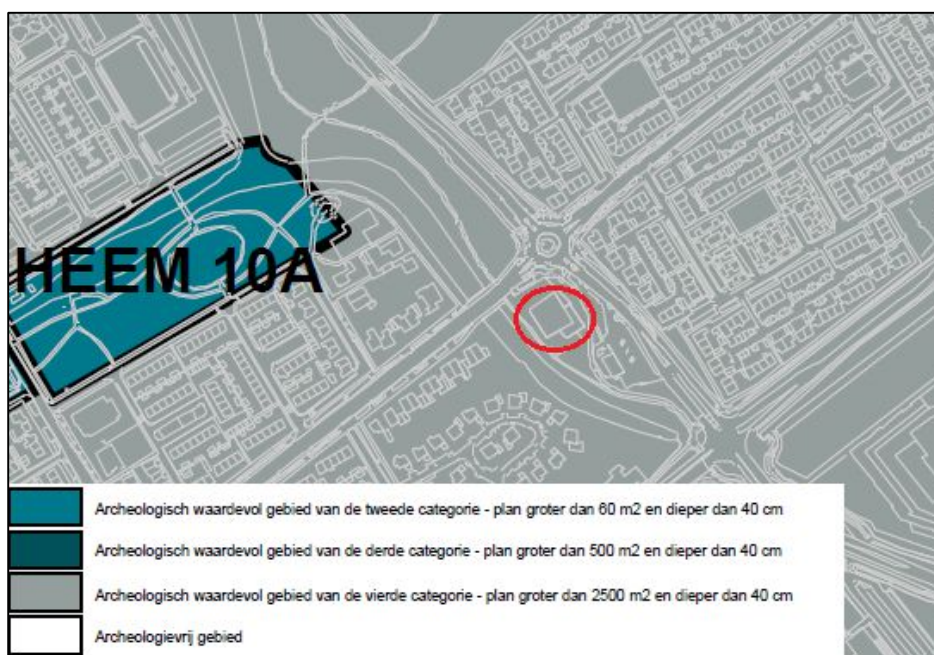 HEEM 10A
Archeologisch waardevol gebied van de tweede categorie - plan groter dan 60 m2 en dieper dan 40 cm
Archeologisch waardevol gebied van de derde categorie - plan groter dan 500 m2 en dieper dan 40 cm
Archeologisch waardevol gebied van de vierde categorie - plan groter dan 2500 m2 en dieper dan 40 cm
Archeologievrij gebied